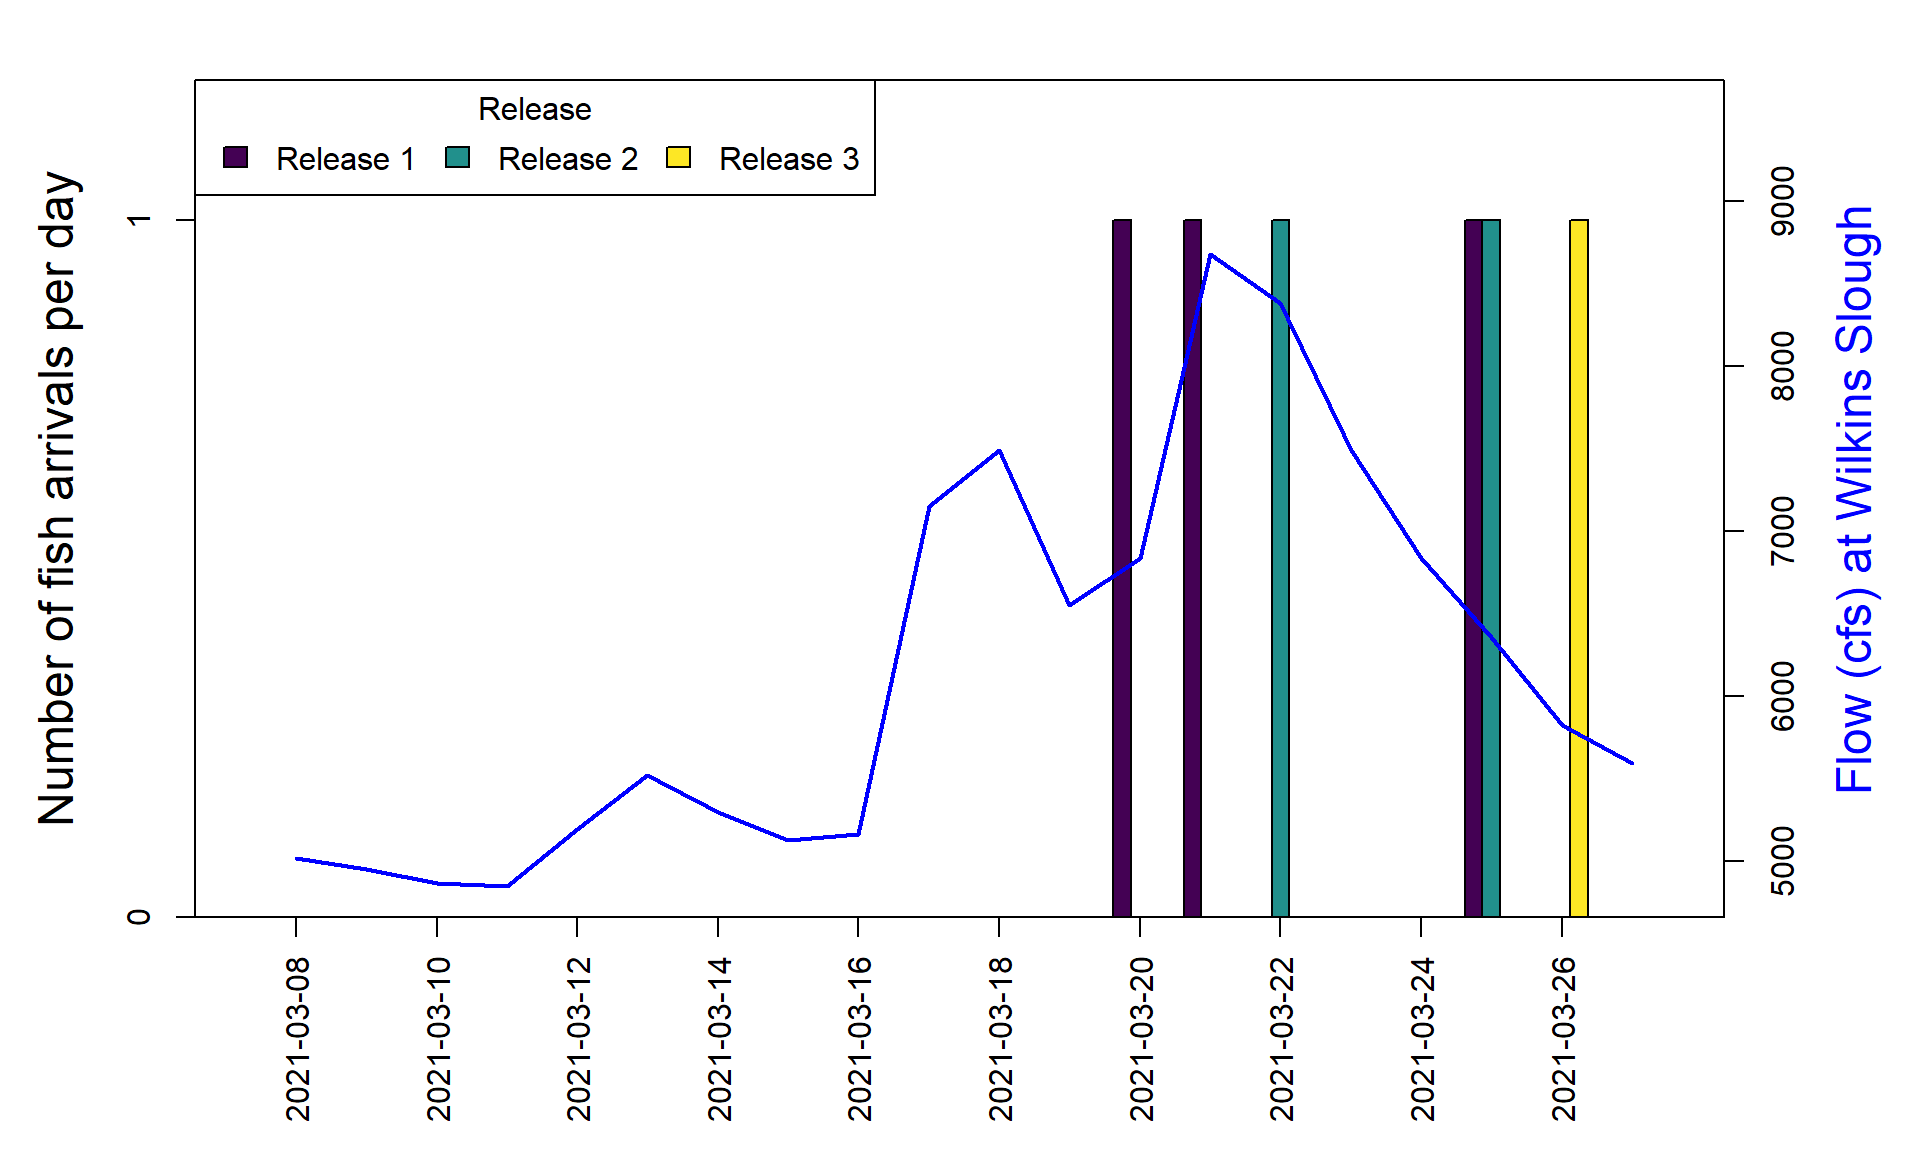 Release
Release 1
Release 2
Release 3
Number of fish arrivals per day
0
1
Flow (cfs) at Wilkins Slough
5000
6000
7000
8000
9000
2021-03-08
2021-03-10
2021-03-12
2021-03-14
2021-03-16
2021-03-18
2021-03-20
2021-03-22
2021-03-24
2021-03-26